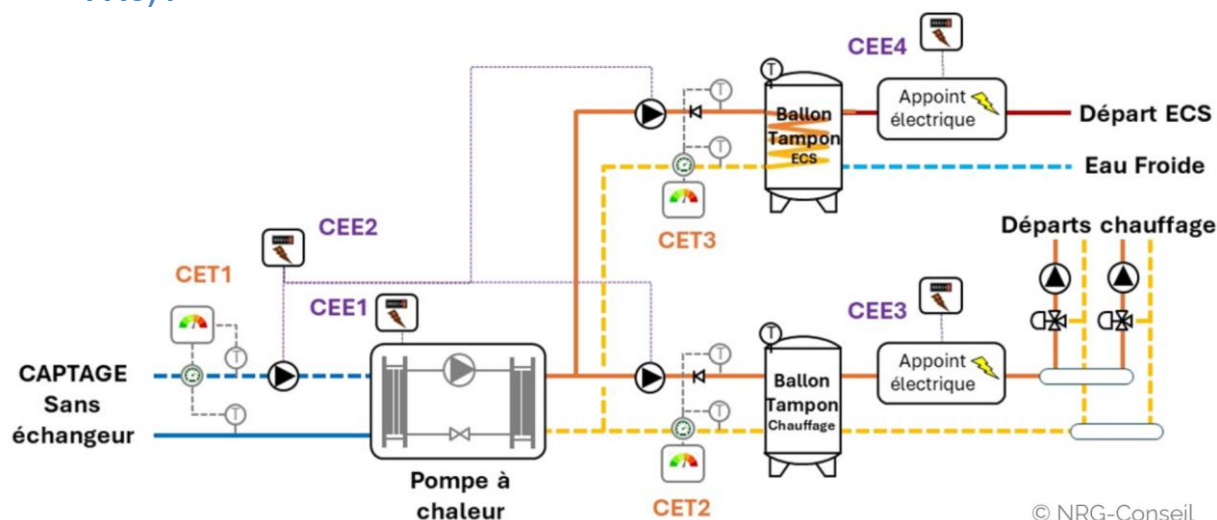 CEE4
Appoint
électrique
Départ ECS
Ballon
Tampon
ECS
Eau Froide
CET3
CEE2
CET1
CEE1
Départs chauffage
CEE3
Appoint
électrique
CAPTAGE
Sans
échangeur
Ballon
Tampon
Chauffage
Pompe à
chaleur
CET2
T
T
T
T
T
T
T
T
© NRG-Conseil